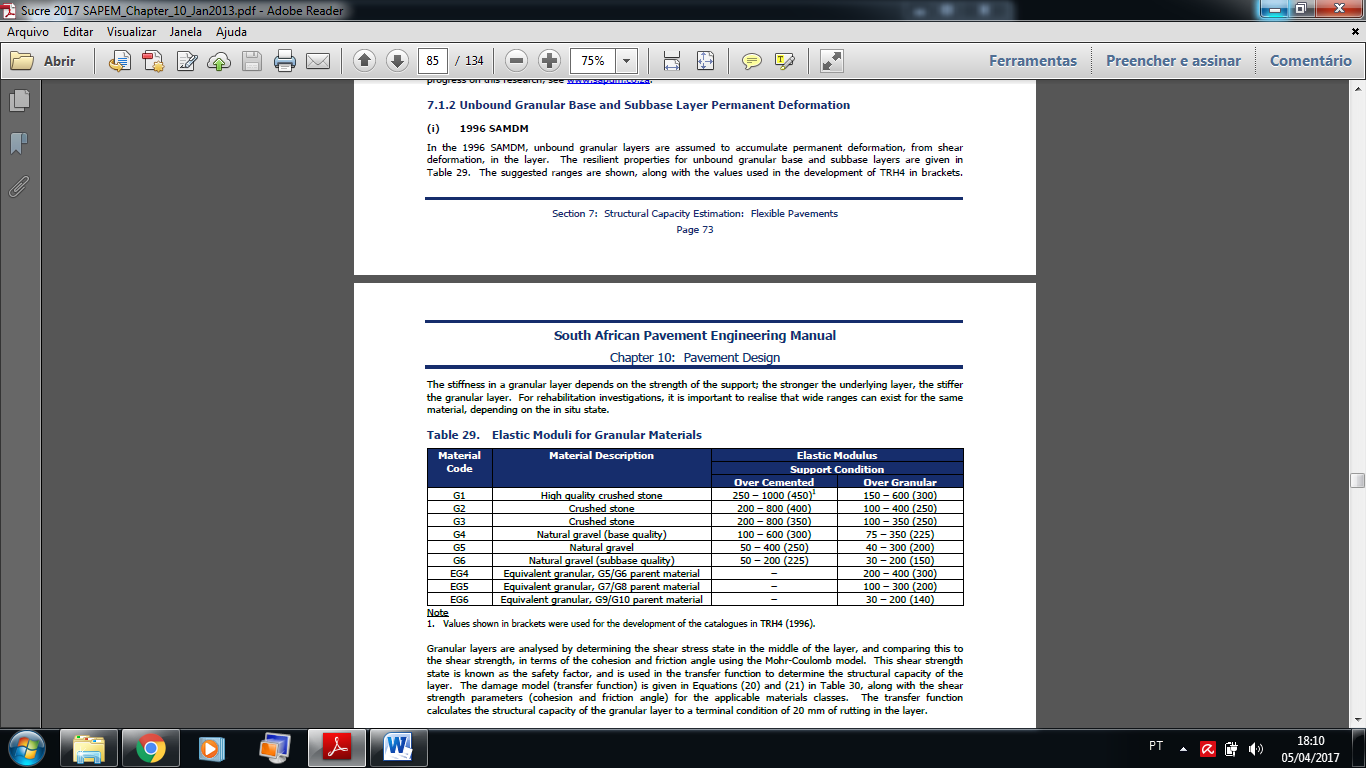 Sucre 2017 SAPEM_Chapter_10_Jan2013.pdf - Adobe Reader
Arquivo Editar Visualizar Janela Ajuda
Abrir 85 / 134 75% Ferramentas Preencher e assinar Comentário
progress on this research, see
7.1.2 Unbound Granular Base and Subbase Layer Permanent Deformation
(i) 1996 SAMDM
In the 1996 SAMDM, unbound granular layers are assumed to accumulate permanent deformation, from shear
deformation, in the layer. The resilient properties for unbound granular base and subbase layers are given in
Table 29. The suggested ranges are shown, along with the values used in the development of TRH4 in brackets.
Section 7: Structural Capacity Estimation: Flexible Pavements
Page 73
South African Pavement Engineering Manual
Chapter 10: Pavement Design
The stiffness in a granular layer depends on the strength of the support; the stronger the underlying layer, the stiffer
the granular layer. For rehabilitation investigations, it is important to realise that wide ranges can exist for the same
material, depending on the in situ state.
Table 29. Elastic Moduli for Granular Materials
Material Code Material Description Elastic Modulus
Support Condition
Over Cemented Over Granular
G1 High quality crushed stone 250 – 1000 (450)1 150 – 600 (300)
G2 Crushed stone 200 – 800 (400) 100 – 400 (250)
G3 Crushed stone 200 – 800 (350) 100 – 350 (250)
G4 Natural gravel (base quality) 100 – 600 (300) 75 – 350 (225)
G5 Natural gravel 50 – 400 (250) 40 – 300 (200)
G6 Natural gravel (subbase quality) 50 – 200 (225) 30 – 200 (150)
EG4 Equivalent granular, G5/G6 parent material – 200 – 400 (300)
EG5 Equivalent granular, G7/G8 parent material – 100 – 300 (200)
EG6 Equivalent granular, G9/G10 parent material – 30 – 200 (140)
Note
1. Values shown in brackets were used for the development of the catalogues in TRH4 (1996).
Granular layers are analysed by determining the shear stress state in the middle of the layer, and comparing this to
the shear strength, in terms of the cohesion and friction angle using the Mohr-Coulomb model. This shear strength
state is known as the safety factor, and is used in the transfer function to determine the structural capacity of the
layer. The damage model (transfer function) is given in Equations (20) and (21) in Table 30, along with the shear
strength parameters (cohesion and friction angle) for the applicable materials classes. The transfer function
calculates the structural capacity of the granular layer to a terminal condition of 20 mm of rutting in the layer.
PT 18:10
05/04/2017